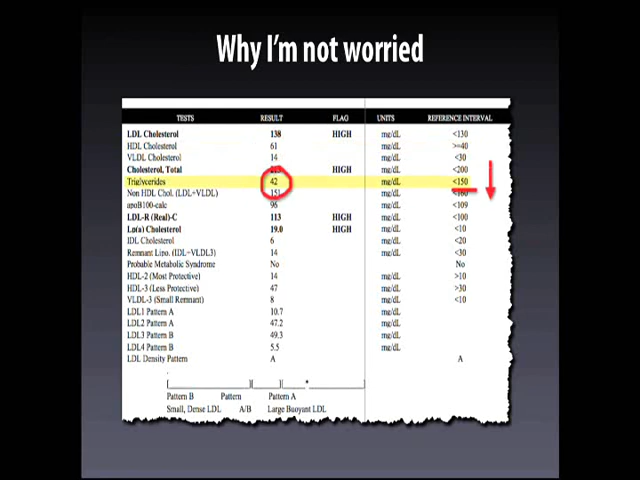 Why I'm not worried
TESTS RESULT FLAG UNITS REFERENCE INTERVAL
LDL Cholesterol 138 HIGH mg/dL <130
HDL Cholesterol 61 mg/dL >=40
VLDL Cholesterol 14 mg/dL <30
Cholesterol, Total HIGH mg/dL <200
Triglycerides 42 mg/dL <150
Non HDL Chol. (LDL+VLDL) 151 mg/dL <160
apoB100-calc 96 mg/dL <109
LDL-R (Real)-C 113 HIGH mg/dL <100
Lp(a) Cholesterol 19.0 HIGH mg/dL <10
IDL Cholesterol 6 mg/dL <20
Remnant Lipo. (IDL+VLDL3) 14 mg/dL <30
Probable Metabolic Syndrome No No
HDL-2 (Most Protective) 14 mg/dL >10
HDL-3 (Less Protective) 47 mg/dL >30
VLDL-3 (Small Remnant) 8 mg/dL <10
LDL1 Pattern A 10.7 mg/dL
LDL2 Pattern A 47.2 mg/dL
LDL3 Pattern B 49.3 mg/dL
LDL4 Pattern B 5.5 mg/dL
LDL Density Pattern A A
Pattern B Pattern Pattern A
Small, Dense LDL A/B Large Buoyant LDL